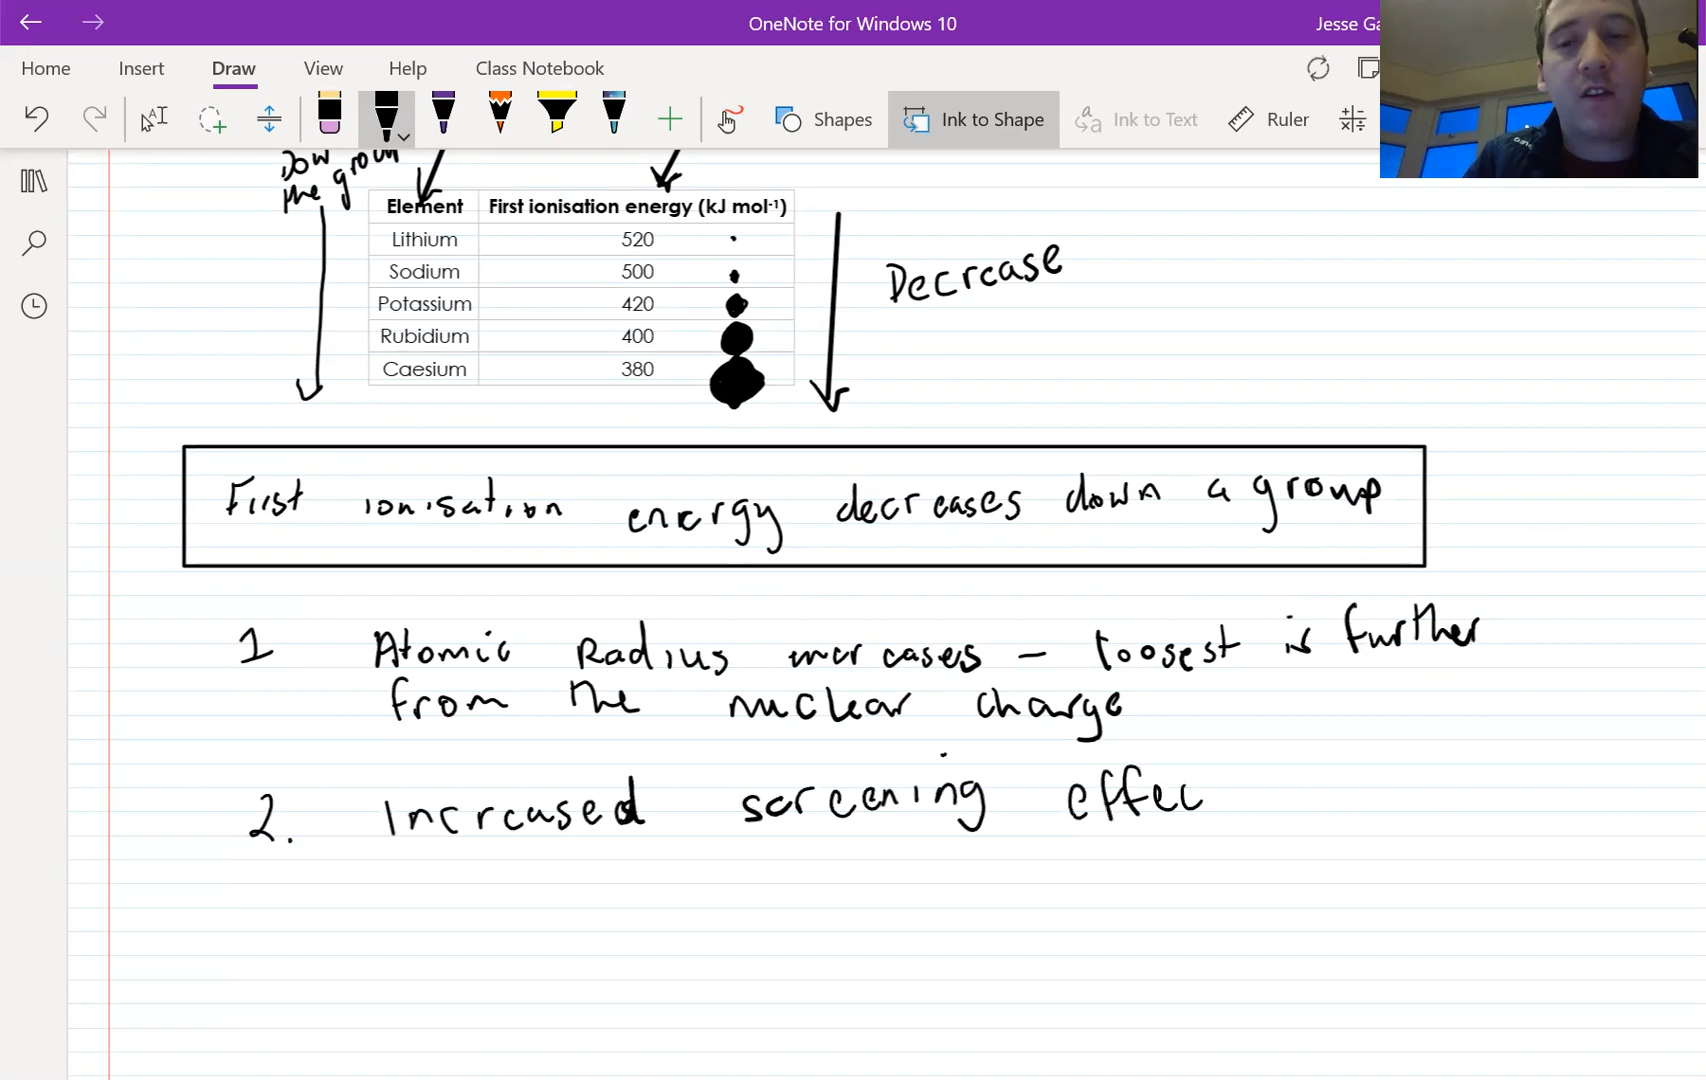 OneNote for Windows 10
Jesse Ga
Home Insert Draw View Help Class Notebook
Shapes Ink to Shape Ink to Text Ruler
Down
the group
Element First ionisation energy (kJ mol-1)
Lithium 520
Sodium 500
Potassium 420
Rubidium 400
Caesium 380
Decrease
First ionisation energy decreases down a group
1 Atomic Radius increases – loosest is further
from the nuclear charge
2. Increased screening effec